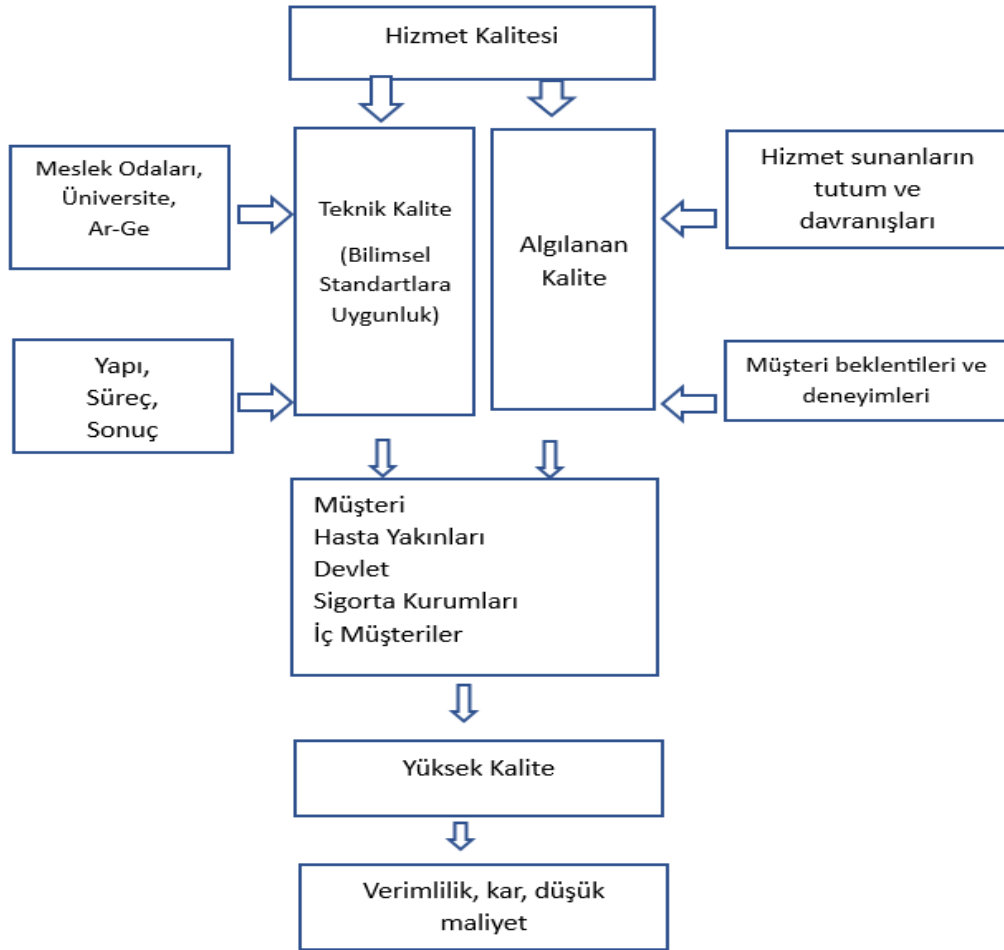 Hizmet Kalitesi
Meslek Odaları,
Üniversite,
Ar-Ge
Teknik Kalite
(Bilimsel
Standartlara
Uygunluk)
Algılanan
Kalite
Hizmet sunanların
tutum ve
davranışları
Yapı,
Süreç,
Sonuç
Müşteri beklentileri ve
deneyimleri
Müşteri
Hasta Yakınları
Devlet
Sigorta Kurumları
İç Müşteriler
Yüksek Kalite
Verimlilik, kar, düşük
maliyet